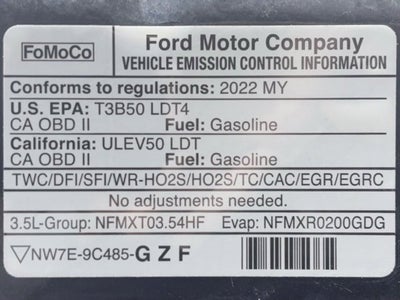 FoMoCo
Ford Motor Company
VEHICLE EMISSION CONTROL INFORMATION
Conforms to regulations: 2022 MY
U.S. EPA: T3B50 LDT4
CA OBD II Fuel: Gasoline
California: ULEV50 LDT
CA OBD II Fuel: Gasoline
TWC/DFI/SFI/WR-HO2S/HO2S/TC/CAC/EGR/EGRC
No adjustments needed.
3.5L-Group: NFMXT03.54HF Evap: NFMXR0200GDG
▽NW7E-9C485-G Z F